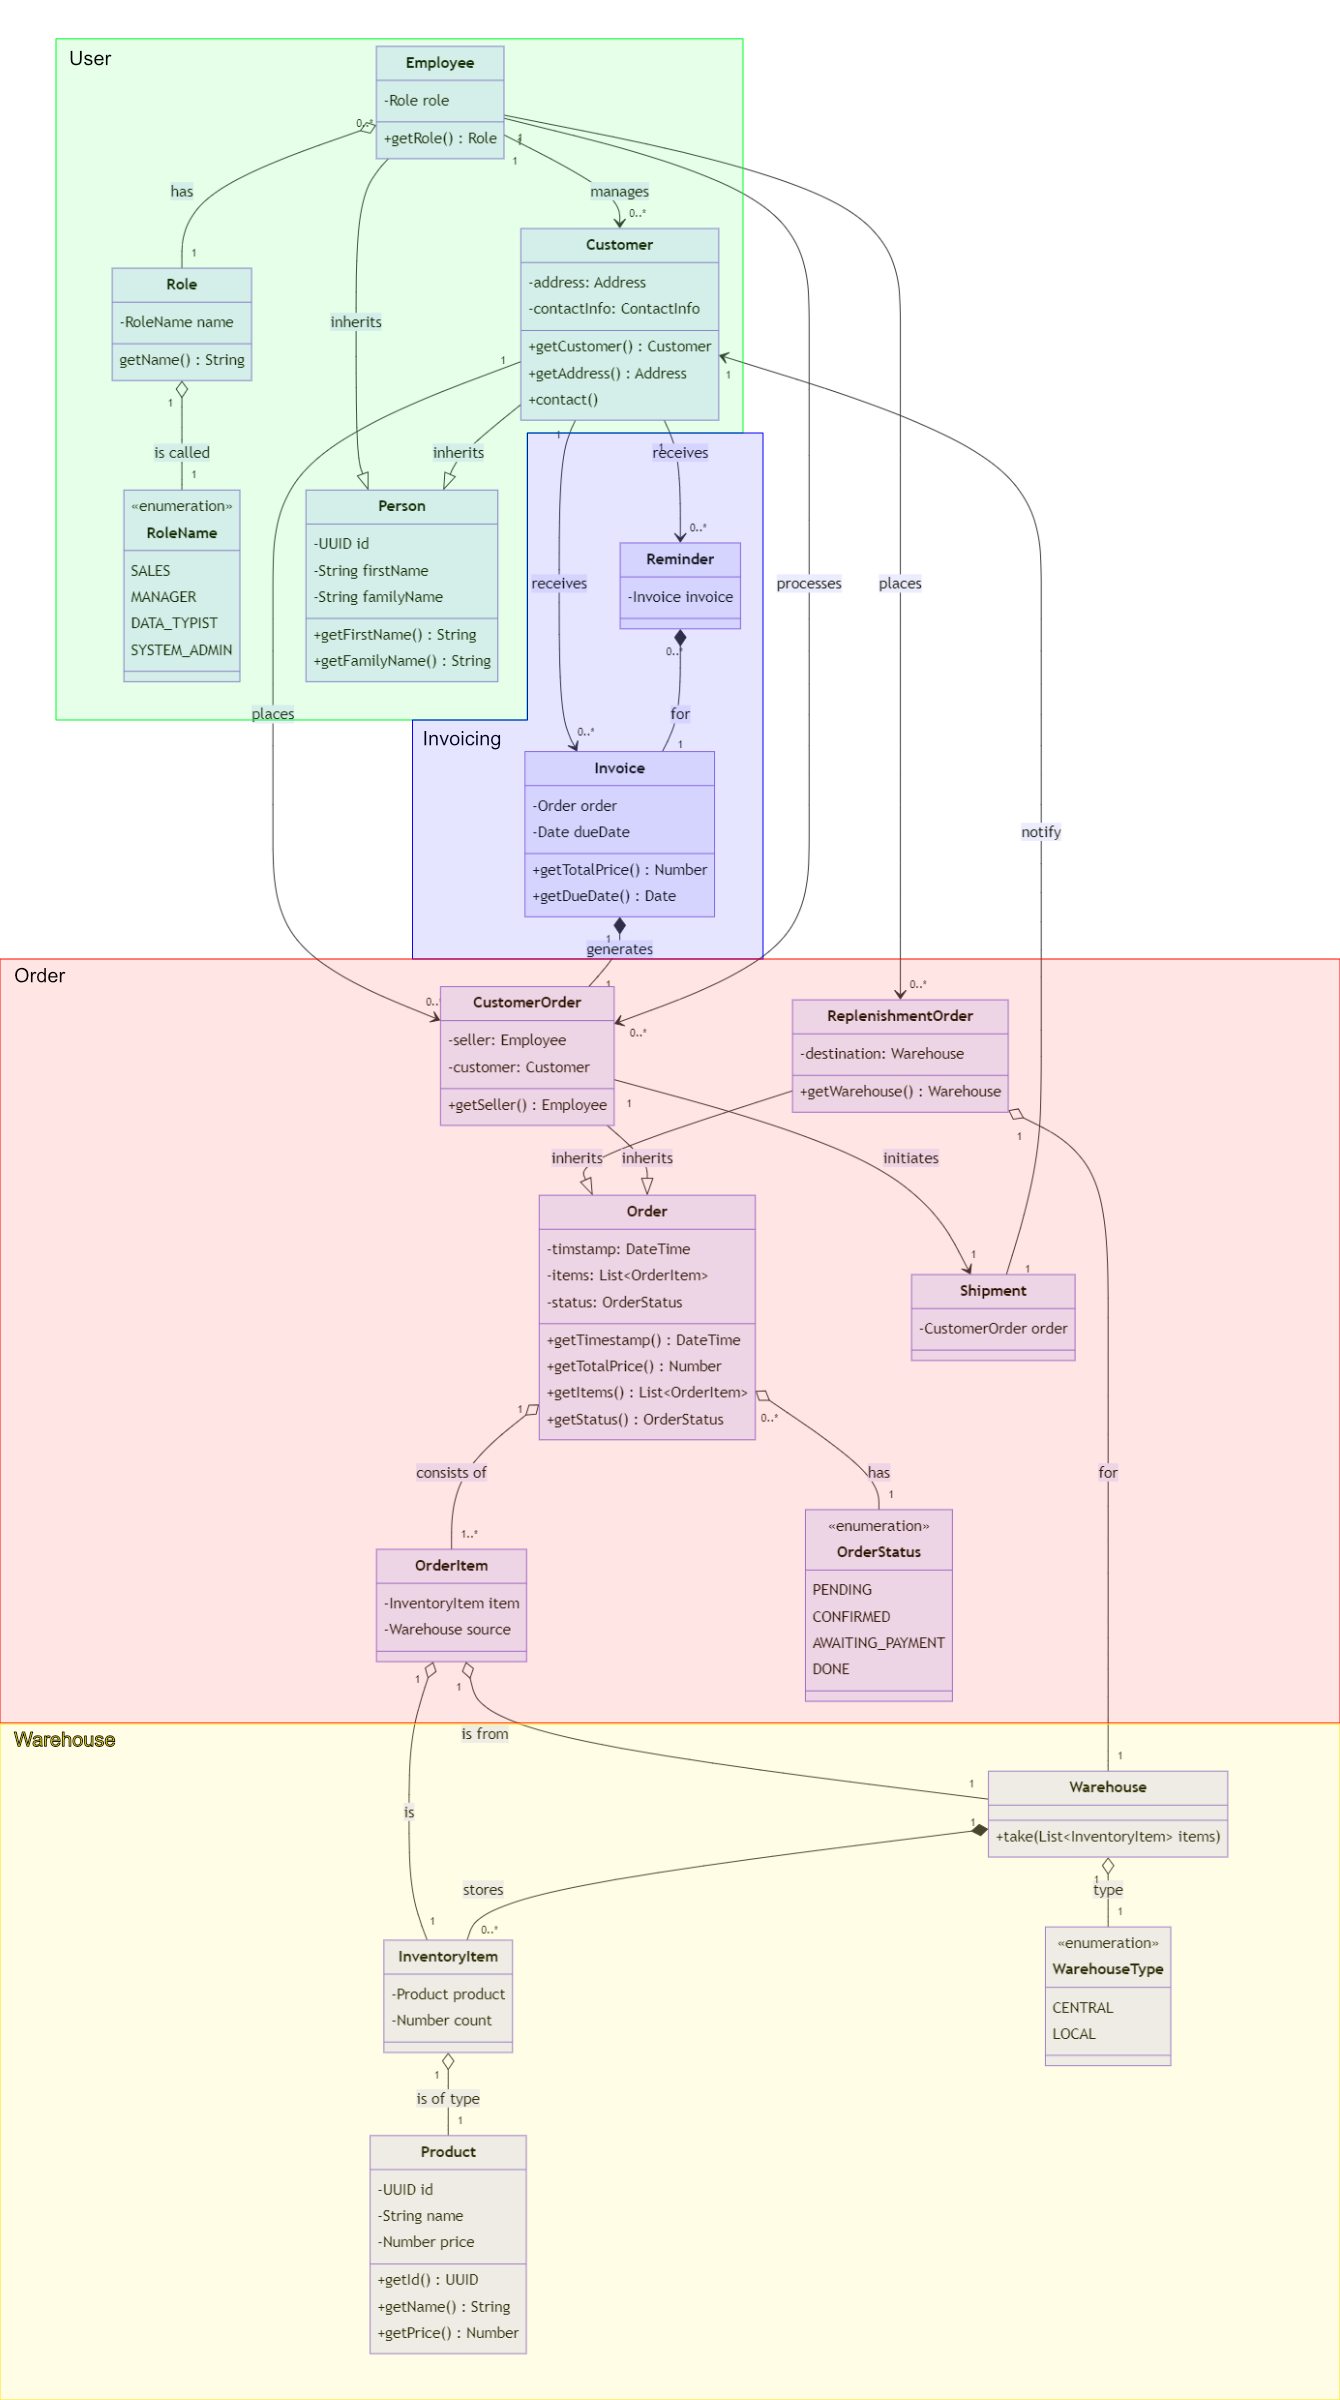 User
Employee
-Role role
+getRole() : Role
0..*
1
1
has
manages
0..*
1
Customer
-address: Address
-contactInfo: ContactInfo
+getCustomer() : Customer
+getAddress() : Address
+contact()
Role
-RoleName name
getName() : String
inherits
1
1
1
is called
1
inherits
1
1
receives
«enumeration»
RoleName
SALES
MANAGER
DATA_TYPIST
SYSTEM_ADMIN
Person
-UUID id
-String firstName
-String familyName
+getFirstName() : String
+getFamilyName() : String
0..*
Reminder
-Invoice invoice
receives
processes
places
0..*
places
for
Invoicing
0..*
1
Invoice
-Order order
-Date dueDate
+getTotalPrice() : Number
+getDueDate() : Date
notify
1
generates
Order
1
0..
0..*
0..*
CustomerOrder
-seller: Employee
-customer: Customer
+getSeller() : Employee
ReplenishmentOrder
-destination: Warehouse
+getWarehouse() : Warehouse
1
1
inherits
inherits
initiates
Order
-timstamp: DateTime
-items: List<OrderItem>
-status: OrderStatus
+getTimestamp() : DateTime
+getTotalPrice() : Number
+getItems() : List<OrderItem>
+getStatus() : OrderStatus
1
1
Shipment
-CustomerOrder order
1
0..*
consists of
has
for
1
1..*
OrderItem
-InventoryItem item
-Warehouse source
«enumeration»
OrderStatus
PENDING
CONFIRMED
AWAITING_PAYMENT
DONE
1
1
Warehouse
is from
1
1
Warehouse
+take(List<InventoryItem> items)
is
1
stores
1
type
1
0..*
1
InventoryItem
-Product product
-Number count
«enumeration»
WarehouseType
CENTRAL
LOCAL
1
is of type
1
Product
-UUID id
-String name
-Number price
+getId() : UUID
+getName() : String
+getPrice() : Number